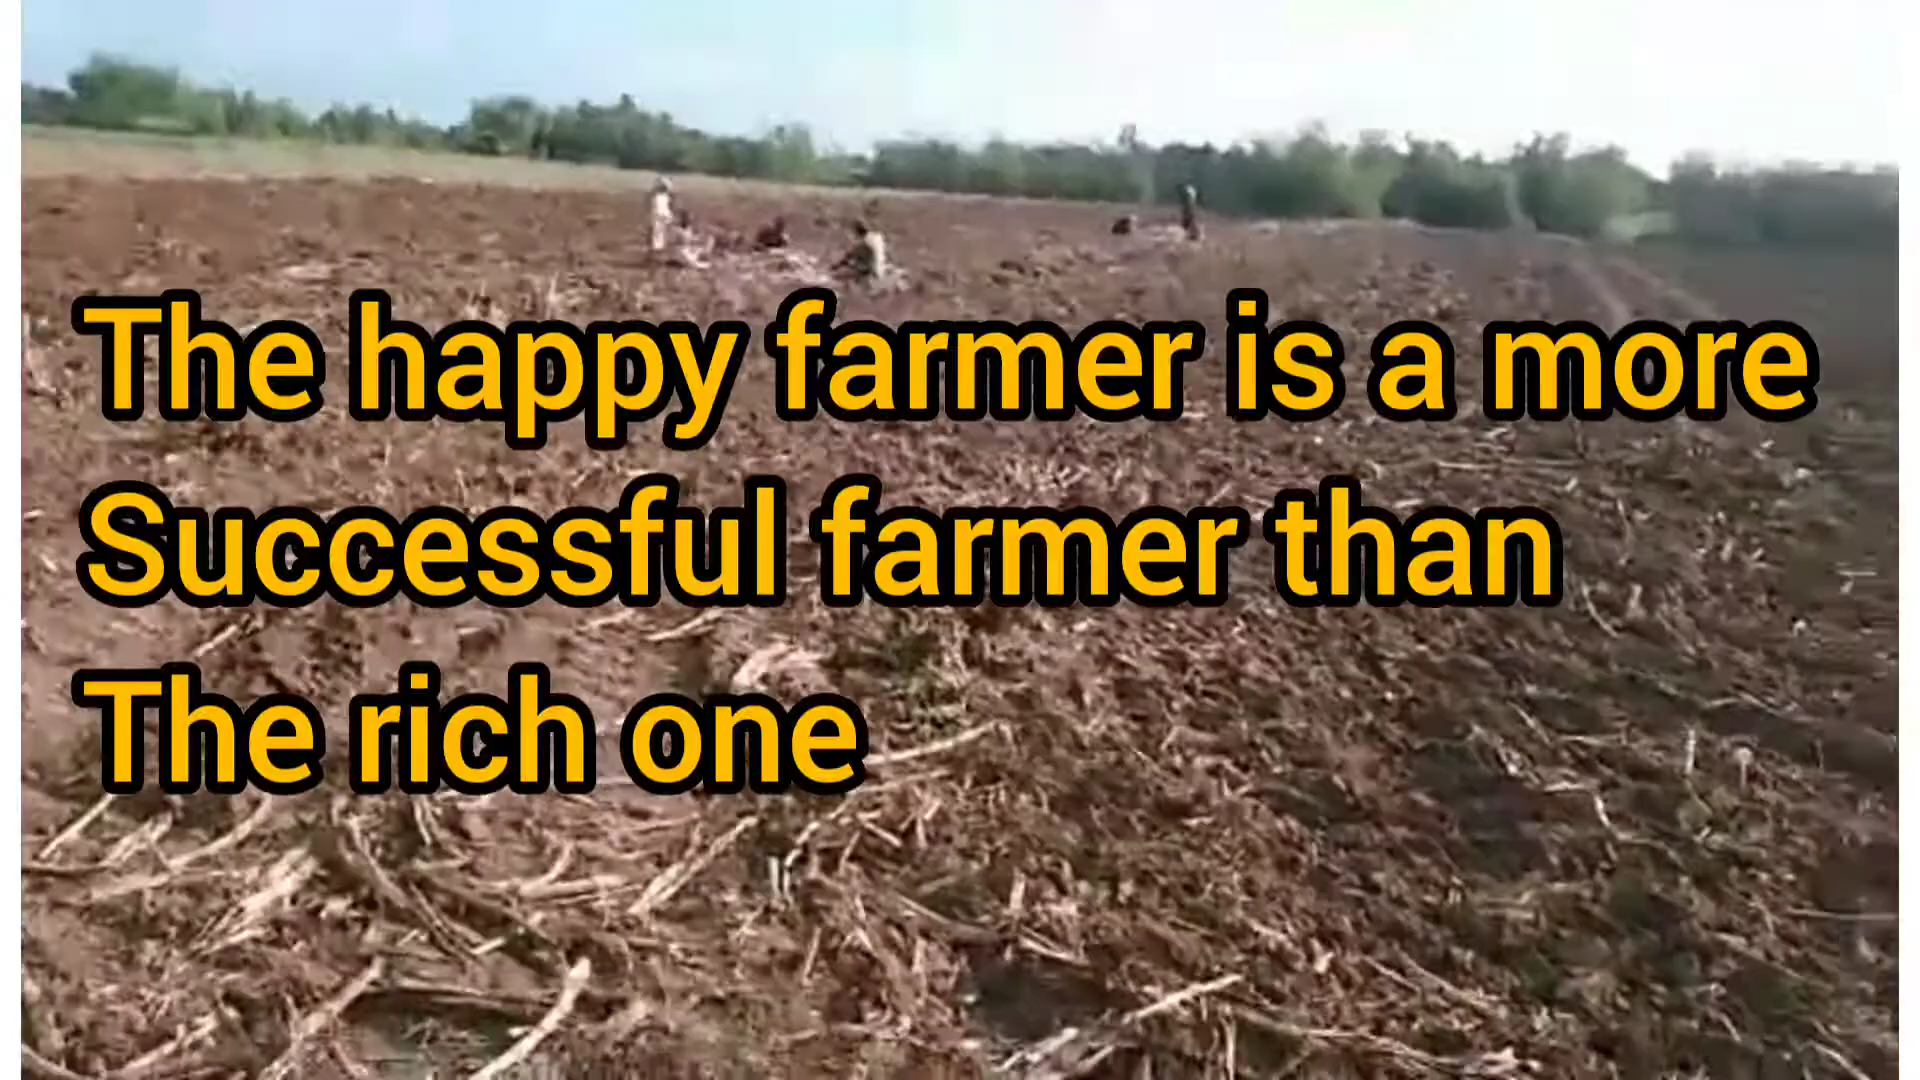 The happy farmer is a more
Successful farmer than
The rich one